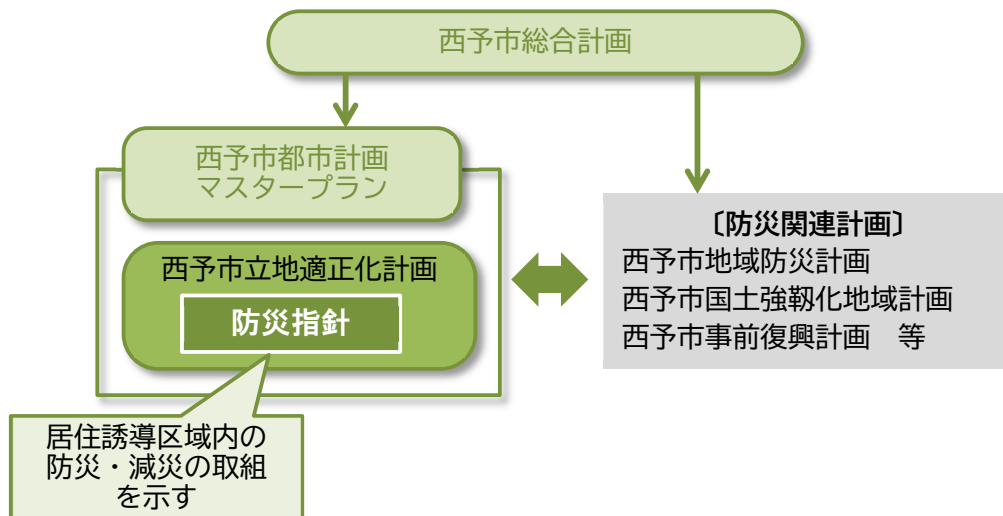 西予市総合計画
西予市都市計画
マスタープラン
西予市立地適正化計画
防災指針
居住誘導区域内の
防災・減災の取組
を示す
〔防災関連計画〕
西予市地域防災計画
西予市国土強靱化地域計画
西予市事前復興計画　等